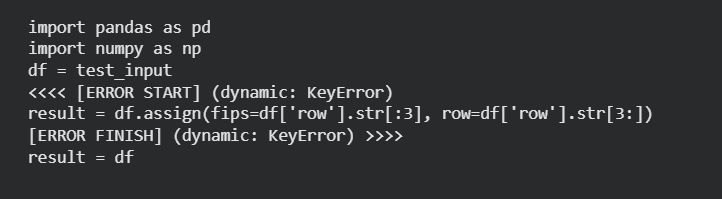 import pandas as pd
import numpy as np
df = test_input
<<<< [ERROR START] (dynamic: KeyError)
result = df.assign(fips=df['row'].str[:3], row=df['row'].str[3:])
[ERROR FINISH] (dynamic: KeyError) >>>>
result = df